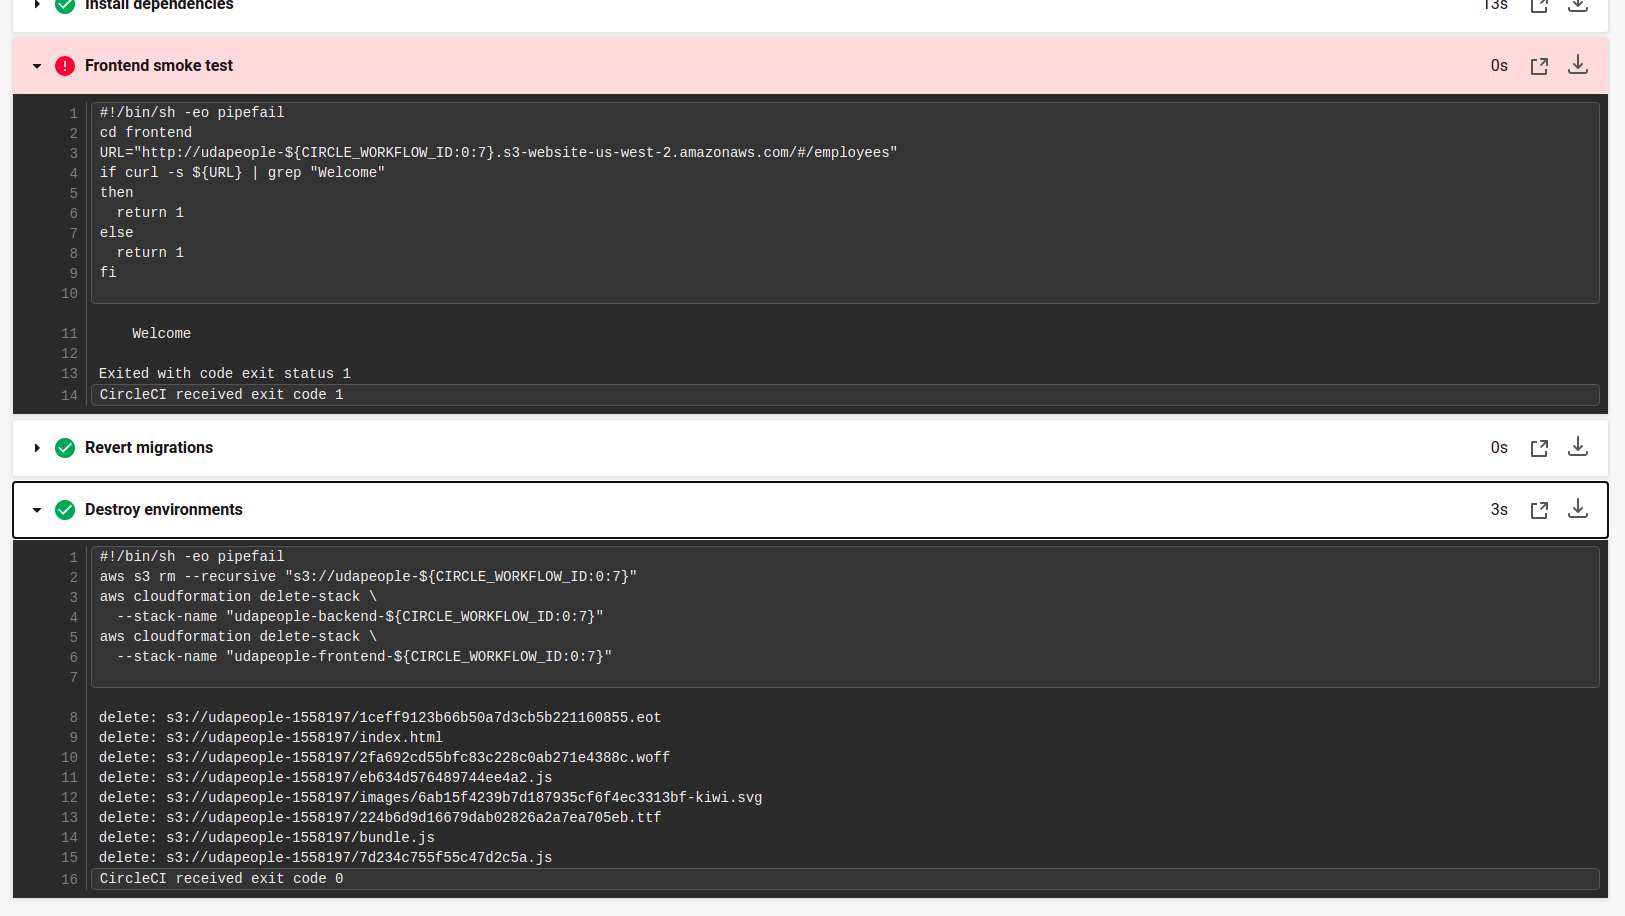 Install dependencies 13s
Frontend smoke test 0s
1 #!/bin/sh -eo pipefail
2 cd frontend
3 URL="http://udapeople-${CIRCLE_WORKFLOW_ID:0:7}.s3-website-us-west-2.amazonaws.com/#/employees"
4 if curl -s ${URL} | grep "Welcome"
5 then
6   return 1
7 else
8   return 1
9 fi
10
11     Welcome
12
13 Exited with code exit status 1
14 CircleCI received exit code 1
Revert migrations 0s
Destroy environments 3s
1 #!/bin/sh -eo pipefail
2 aws s3 rm --recursive "s3://udapeople-${CIRCLE_WORKFLOW_ID:0:7}"
3 aws cloudformation delete-stack \
4   --stack-name "udapeople-backend-${CIRCLE_WORKFLOW_ID:0:7}"
5 aws cloudformation delete-stack \
6   --stack-name "udapeople-frontend-${CIRCLE_WORKFLOW_ID:0:7}"
7
8 delete: s3://udapeople-1558197/1ceff9123b66b50a7d3cb5b221160855.eot
9 delete: s3://udapeople-1558197/index.html
10 delete: s3://udapeople-1558197/2fa692cd55bfc83c228c0ab271e4388c.woff
11 delete: s3://udapeople-1558197/eb634d576489744ee4a2.js
12 delete: s3://udapeople-1558197/images/6ab15f4239b7d187935cf6f4ec3313bf-kiwi.svg
13 delete: s3://udapeople-1558197/224b6d9d16679dab02826a2a7ea705eb.ttf
14 delete: s3://udapeople-1558197/bundle.js
15 delete: s3://udapeople-1558197/7d234c755f55c47d2c5a.js
16 CircleCI received exit code 0